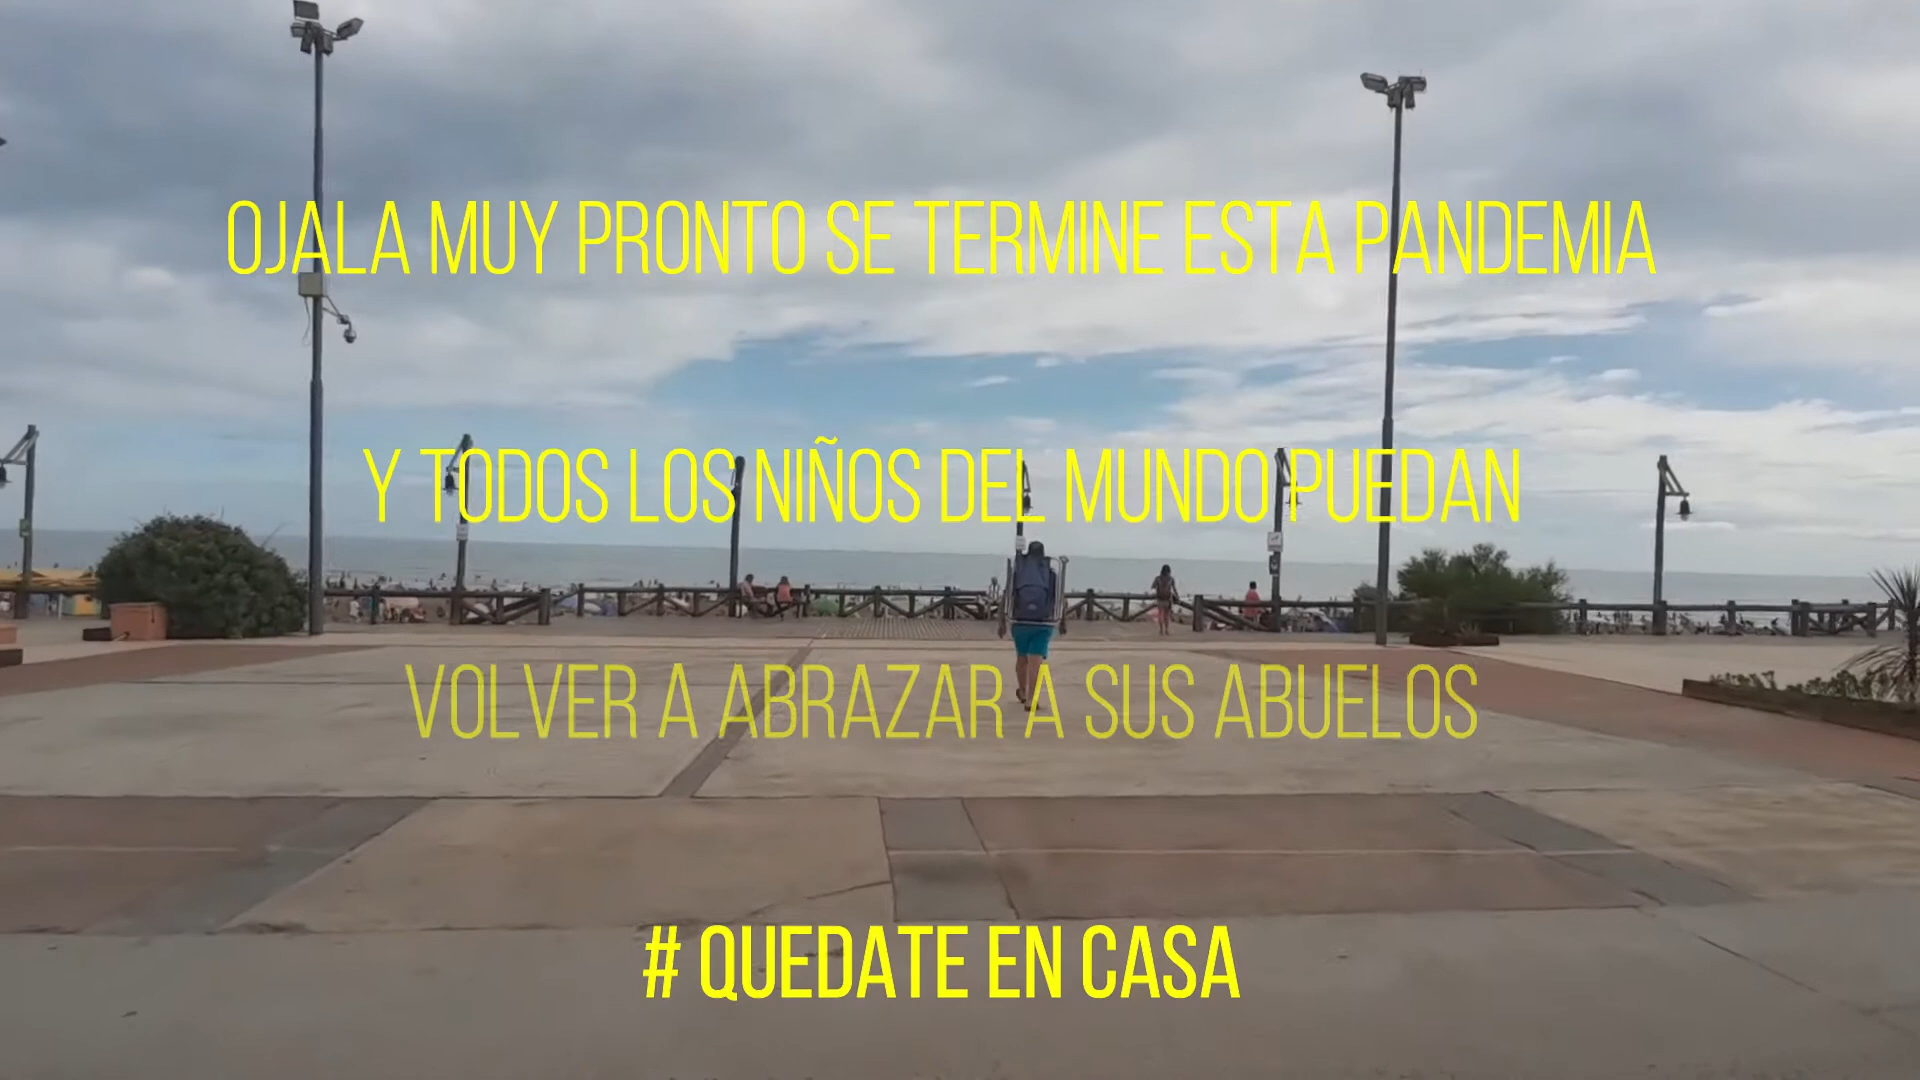 OJALA MUY PRONTO SE TERMINE ESTA PANDEMIA
Y TODOS LOS NIÑOS DEL MUNDO PUEDAN
VOLVER A ABRAZAR A SUS ABUELOS
# QUEDATE EN CASA